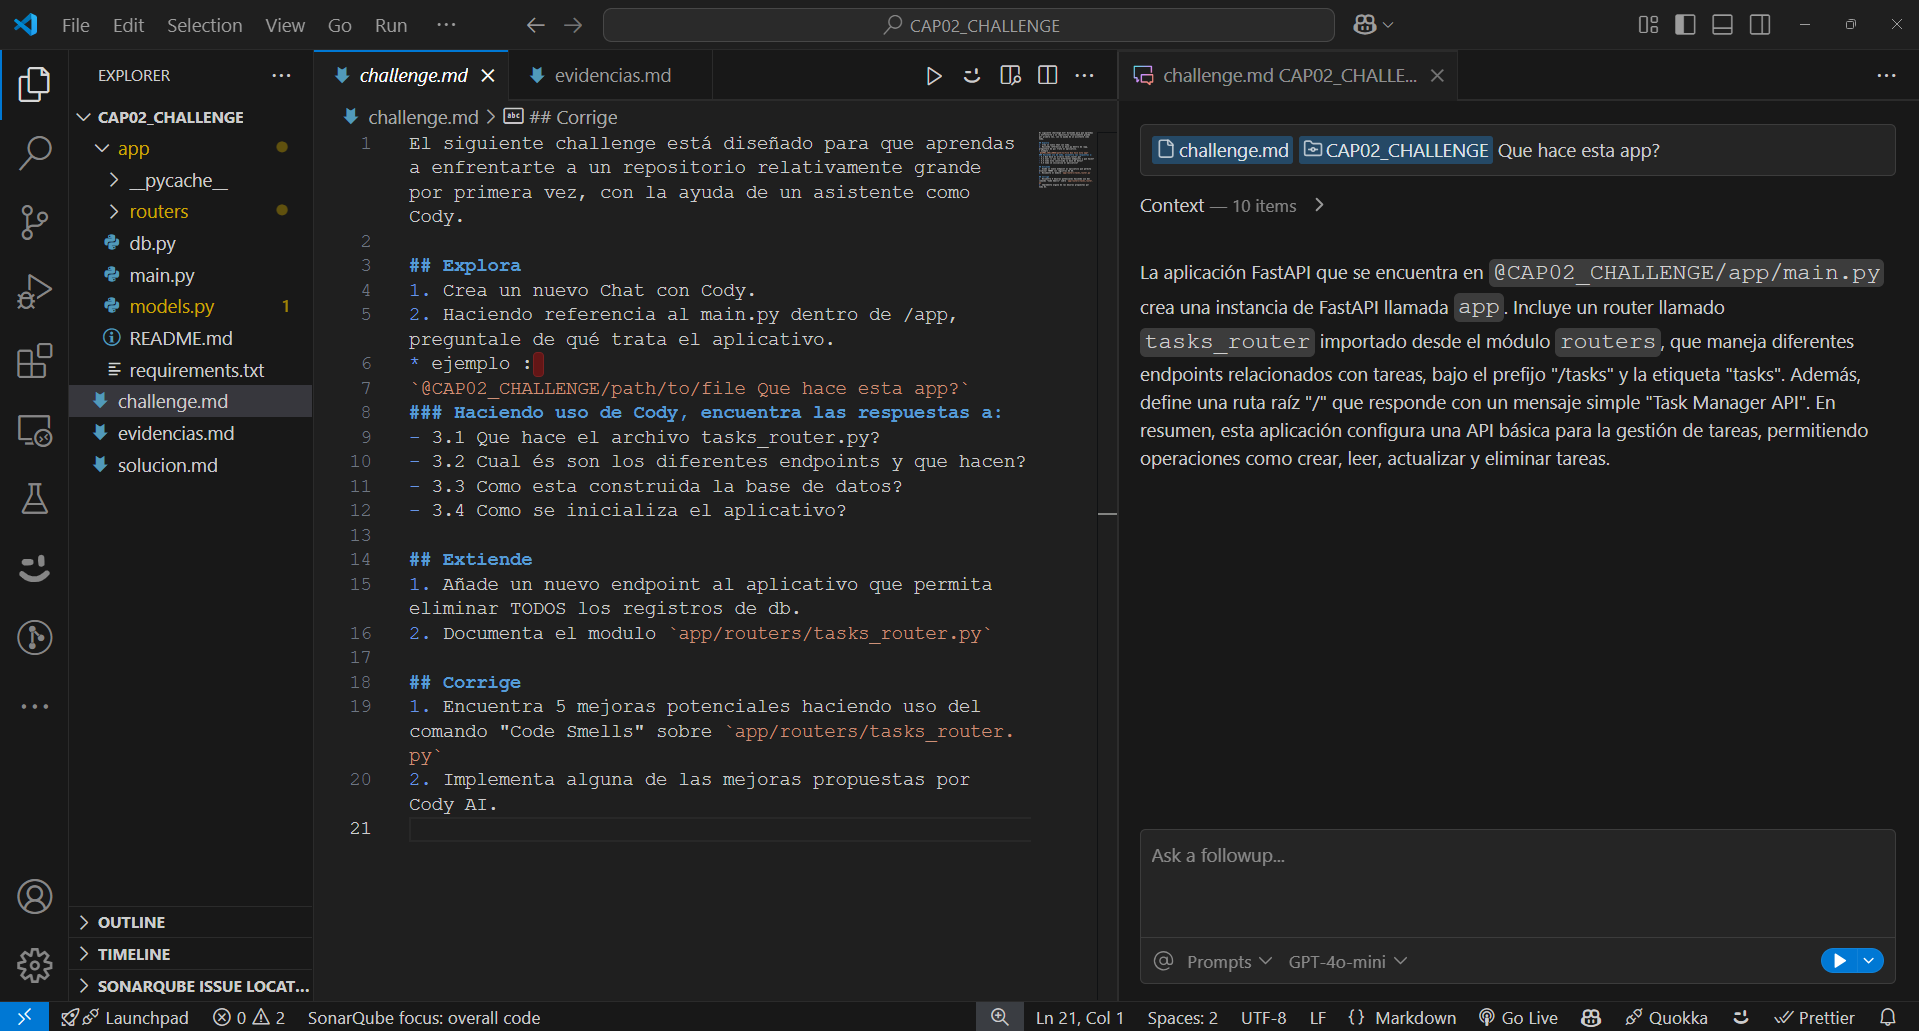 File Edit Selection View Go Run ···
CAP02_CHALLENGE
EXPLORER
CAP02_CHALLENGE
app
__pycache__
routers
db.py
main.py
models.py 1
README.md
requirements.txt
challenge.md
evidencias.md
solucion.md
OUTLINE
TIMELINE
SONARQUBE ISSUE LOCAT...
challenge.md
evidencias.md
challenge.md > ## Corrige
1 El siguiente challenge está diseñado para que aprendas
a enfrentarte a un repositorio relativamente grande
por primera vez, con la ayuda de un asistente como
Cody.
2
3 ## Explora
4 1. Crea un nuevo Chat con Cody.
5 2. Haciendo referencia al main.py dentro de /app,
preguntale de qué trata el aplicativo.
6 * ejemplo :
7 `@CAP02_CHALLENGE/path/to/file Que hace esta app?`
8 ### Haciendo uso de Cody, encuentra las respuestas a:
9 - 3.1 Que hace el archivo tasks_router.py?
10 - 3.2 Cual és son los diferentes endpoints y que hacen?
11 - 3.3 Como esta construida la base de datos?
12 - 3.4 Como se inicializa el aplicativo?
13
14 ## Extiende
15 1. Añade un nuevo endpoint al aplicativo que permita
eliminar TODOS los registros de db.
16 2. Documenta el modulo `app/routers/tasks_router.py`
17
18 ## Corrige
19 1. Encuentra 5 mejoras potenciales haciendo uso del
comando "Code Smells" sobre `app/routers/tasks_router.
py`
20 2. Implementa alguna de las mejoras propuestas por
Cody AI.
21
challenge.md CAP02_CHALLE...
challenge.md CAP02_CHALLENGE Que hace esta app?
Context — 10 items
La aplicación FastAPI que se encuentra en @CAP02_CHALLENGE/app/main.py
crea una instancia de FastAPI llamada app. Incluye un router llamado
tasks_router importado desde el módulo routers, que maneja diferentes
endpoints relacionados con tareas, bajo el prefijo "/tasks" y la etiqueta "tasks". Además,
define una ruta raíz "/" que responde con un mensaje simple "Task Manager API". En
resumen, esta aplicación configura una API básica para la gestión de tareas, permitiendo
operaciones como crear, leer, actualizar y eliminar tareas.
Ask a followup...
@ Prompts GPT-4o-mini
Launchpad 0 2 SonarQube focus: overall code Ln 21, Col 1 Spaces: 2 UTF-8 LF {} Markdown Go Live Quokka Prettier